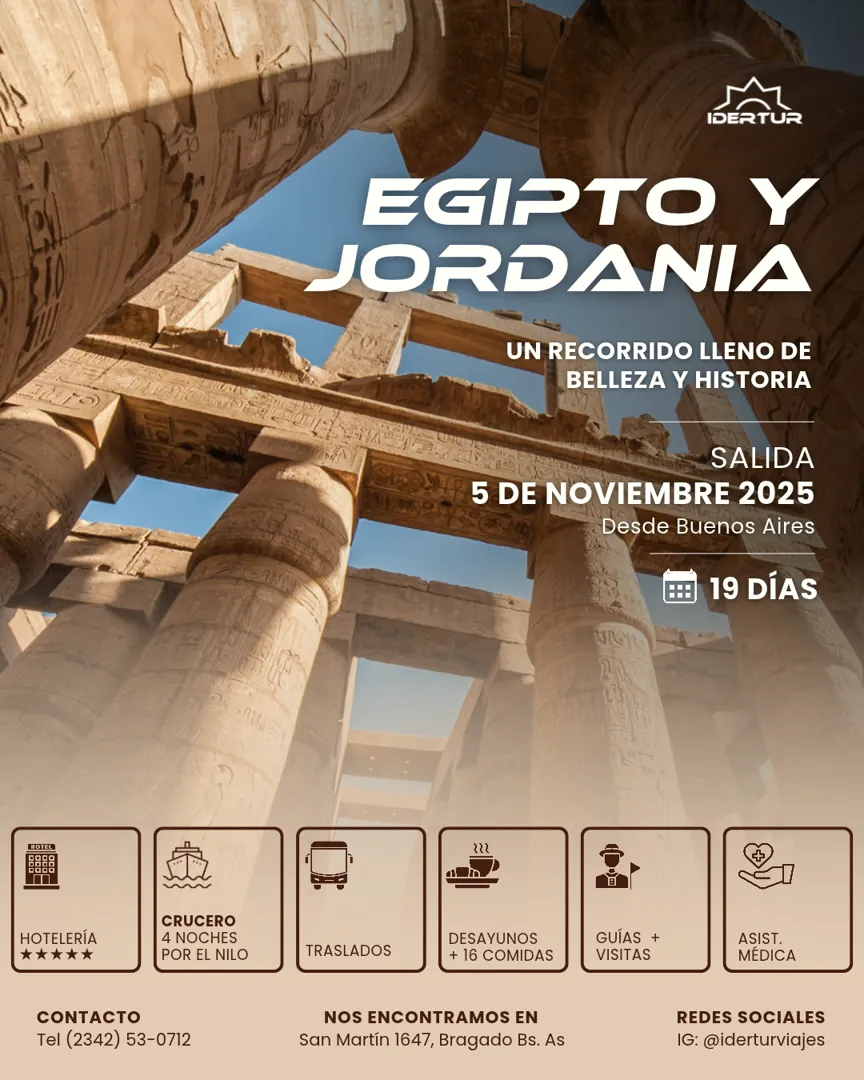 IDERTUR
EGIPTO Y
JORDANIA
UN RECORRIDO LLENO DE
BELLEZA Y HISTORIA
SALIDA
5 DE NOVIEMBRE 2025
Desde Buenos Aires
19 DÍAS
HOTEL
HOTELERÍA
★★★★★
CRUCERO
4 NOCHES
POR EL NILO
TRASLADOS
DESAYUNOS
+ 16 COMIDAS
GUÍAS +
VISITAS
ASIST.
MÉDICA
CONTACTO
Tel (2342) 53-0712
NOS ENCONTRAMOS EN
San Martín 1647, Bragado Bs. As
REDES SOCIALES
IG: @iderturviajes